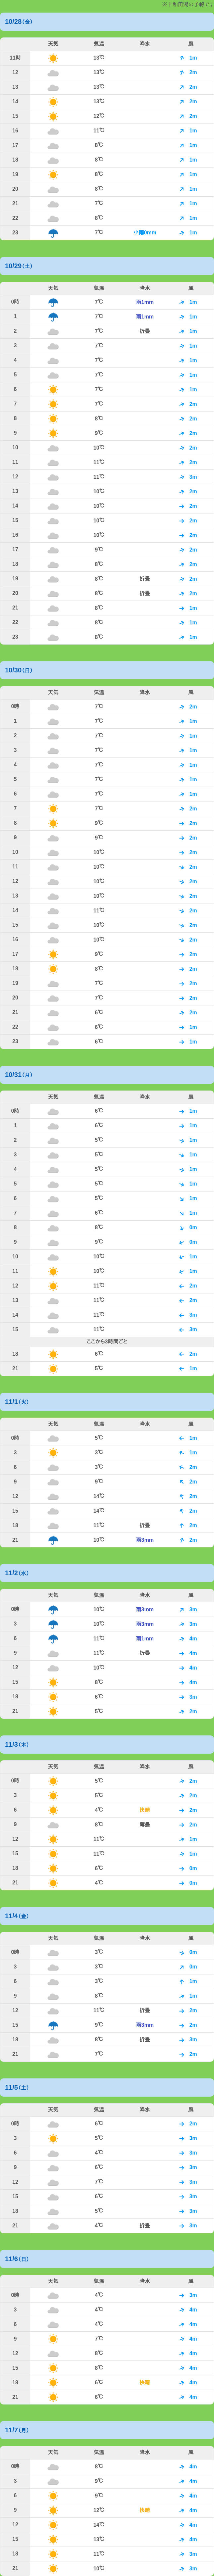 10/28(金)
天気 気温 降水 風
11時 13℃ 1m
12 13℃ 2m
13 13℃ 2m
14 13℃ 2m
15 12℃ 2m
16 11℃ 1m
17 8℃ 1m
18 8℃ 1m
19 8℃ 1m
20 8℃ 1m
21 7℃ 1m
22 8℃ 1m
23 7℃ 小雨0mm 1m
10/29(土)
天気 気温 降水 風
0時 7℃ 雨1mm 1m
1 7℃ 雨1mm 1m
2 7℃ 折畳 1m
3 7℃ 1m
4 7℃ 1m
5 7℃ 1m
6 7℃ 1m
7 7℃ 2m
8 8℃ 2m
9 9℃ 2m
10 10℃ 2m
11 11℃ 2m
12 11℃ 3m
13 10℃ 2m
14 10℃ 2m
15 10℃ 2m
16 10℃ 2m
17 9℃ 2m
18 8℃ 2m
19 8℃ 折畳 2m
20 8℃ 折畳 2m
21 8℃ 1m
22 8℃ 1m
23 8℃ 1m
10/30(日)
天気 気温 降水 風
0時 7℃ 2m
1 7℃ 1m
2 7℃ 1m
3 7℃ 1m
4 7℃ 1m
5 7℃ 1m
6 7℃ 1m
7 7℃ 2m
8 9℃ 2m
9 9℃ 2m
10 10℃ 2m
11 10℃ 2m
12 10℃ 2m
13 10℃ 2m
14 11℃ 2m
15 10℃ 2m
16 10℃ 2m
17 9℃ 2m
18 8℃ 2m
19 7℃ 2m
20 7℃ 2m
21 6℃ 2m
22 6℃ 1m
23 6℃ 1m
10/31(月)
天気 気温 降水 風
0時 6℃ 1m
1 6℃ 1m
2 5℃ 1m
3 5℃ 1m
4 5℃ 1m
5 5℃ 1m
6 5℃ 1m
7 6℃ 1m
8 8℃ 0m
9 9℃ 0m
10 10℃ 1m
11 10℃ 1m
12 11℃ 2m
13 11℃ 2m
14 11℃ 3m
15 11℃ 3m
ここから3時間ごと
18 6℃ 2m
21 5℃ 1m
11/1(火)
天気 気温 降水 風
0時 5℃ 1m
3 3℃ 1m
6 3℃ 2m
9 9℃ 2m
12 14℃ 2m
15 14℃ 2m
18 11℃ 折畳 2m
21 10℃ 雨3mm 2m
11/2(水)
天気 気温 降水 風
0時 10℃ 雨3mm 3m
3 10℃ 雨3mm 3m
6 11℃ 雨1mm 4m
9 11℃ 折畳 4m
12 10℃ 4m
15 8℃ 4m
18 6℃ 3m
21 5℃ 2m
11/3(木)
天気 気温 降水 風
0時 5℃ 2m
3 5℃ 2m
6 4℃ 快晴 2m
9 8℃ 薄曇 2m
12 11℃ 1m
15 11℃ 1m
18 6℃ 0m
21 4℃ 0m
11/4(金)
天気 気温 降水 風
0時 3℃ 0m
3 3℃ 0m
6 3℃ 1m
9 8℃ 1m
12 11℃ 折畳 2m
15 9℃ 雨3mm 2m
18 8℃ 折畳 3m
21 7℃ 2m
11/5(土)
天気 気温 降水 風
0時 6℃ 2m
3 5℃ 3m
6 4℃ 3m
9 6℃ 3m
12 7℃ 3m
15 6℃ 3m
18 5℃ 3m
21 4℃ 折畳 3m
11/6(日)
天気 気温 降水 風
0時 4℃ 3m
3 4℃ 4m
6 4℃ 4m
9 7℃ 4m
12 8℃ 4m
15 8℃ 4m
18 6℃ 快晴 4m
21 6℃ 4m
11/7(月)
天気 気温 降水 風
0時 8℃ 4m
3 9℃ 4m
6 9℃ 4m
9 12℃ 快晴 4m
12 14℃ 4m
15 13℃ 4m
18 11℃ 3m
21 10℃ 3m